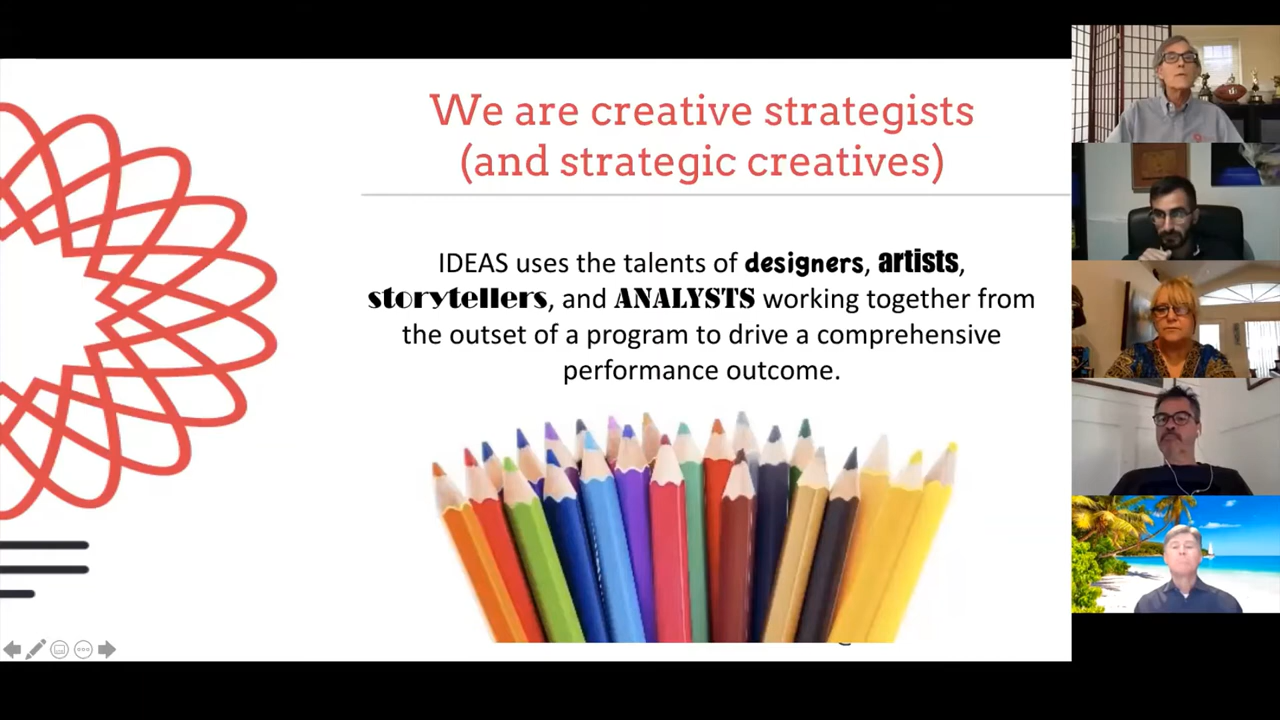 We are creative strategists
(and strategic creatives)
IDEAS uses the talents of designers, artists,
storytellers, and ANALYSTS working together from
the outset of a program to drive a comprehensive
performance outcome.